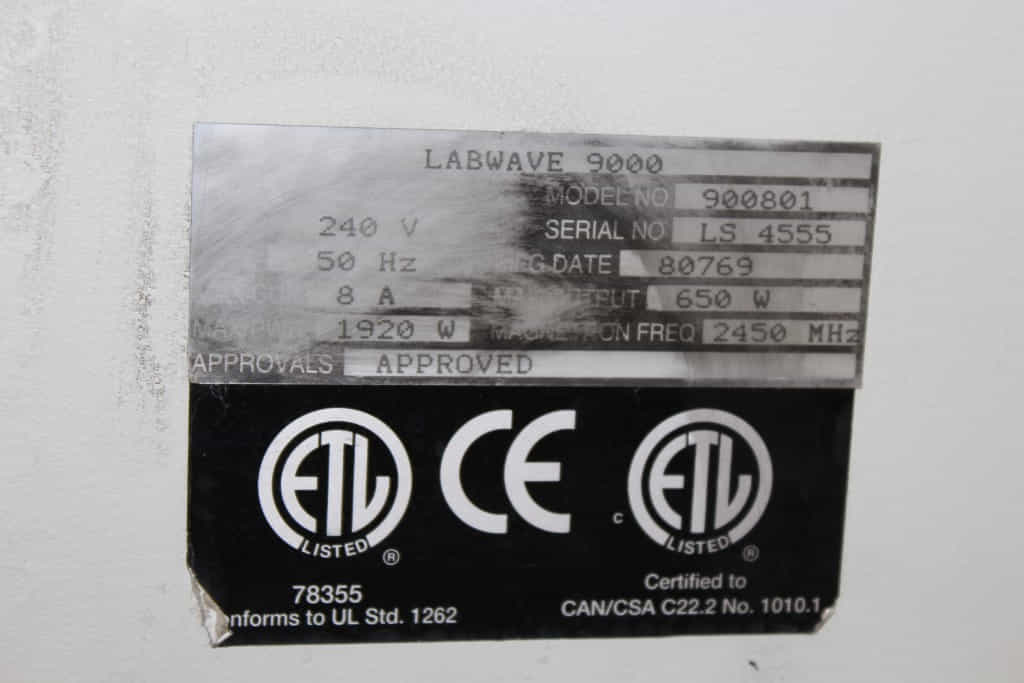 LABWAVE 9000
MODEL NO 900801
240 V SERIAL NO LS 4555
50 Hz DATE 80769
8 A 650 W
1920 W MAGNETRON FREQ 2450 MHz
APPROVALS APPROVED
ETL LISTED ® CE c ETL LISTED ®
78355 Certified to
onforms to UL Std. 1262 CAN/CSA C22.2 No. 1010.1